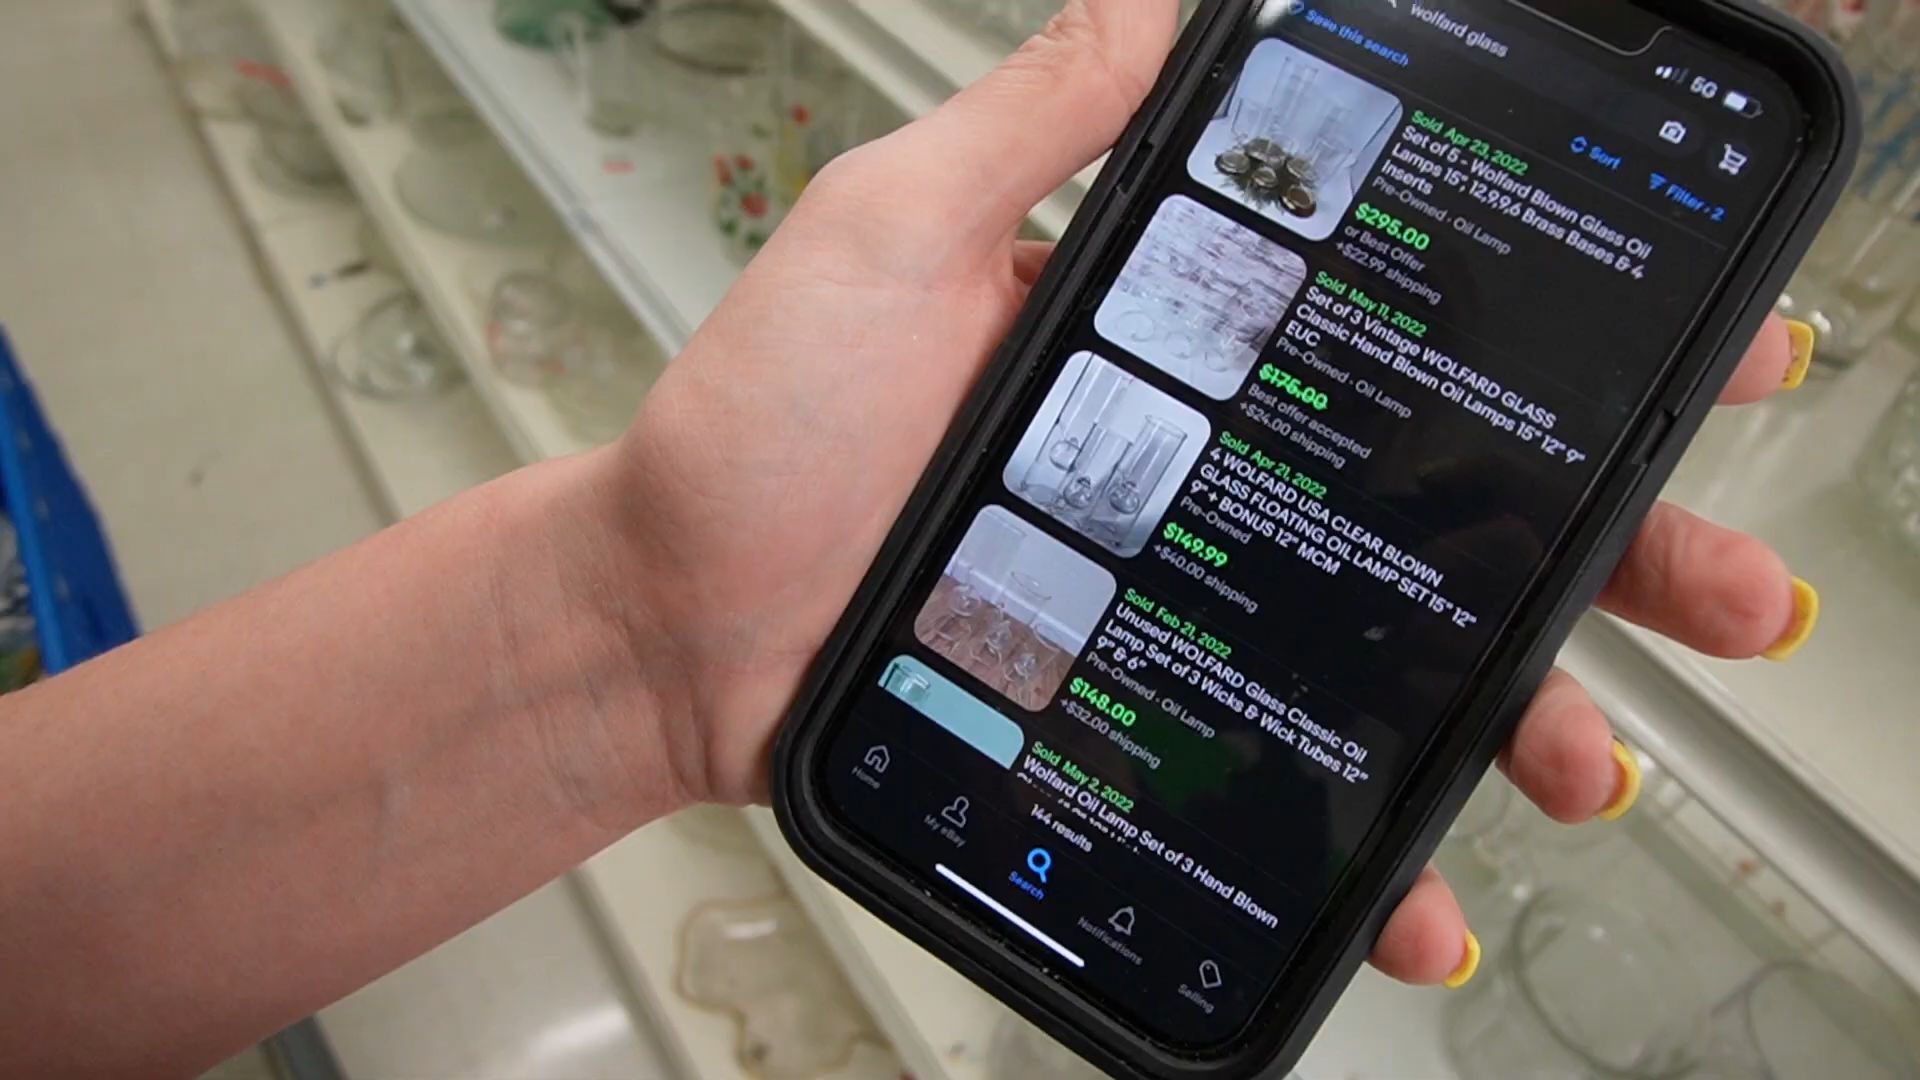 wolfard glass
5G
Save this search
Sort
Filter · 2
Sold Apr 23, 2022
Set of 5 - Wolfard Blown Glass Oil
Lamps 15", 12,9,9,6 Brass Bases & 4
Inserts
Pre-Owned · Oil Lamp
$295.00
or Best Offer
+$22.99 shipping
Sold May 11, 2022
Set of 3 Vintage WOLFARD GLASS
Classic Hand Blown Oil Lamps 15" 12" 9"
EUC
Pre-Owned · Oil Lamp
$175.00
Best offer accepted
+$24.00 shipping
Sold Apr 21, 2022
4 WOLFARD USA CLEAR BLOWN
GLASS FLOATING OIL LAMP SET 15" 12"
9" + BONUS 12" MCM
Pre-Owned
$149.99
+$40.00 shipping
Sold Feb 21, 2022
Unused WOLFARD Glass Classic Oil
Lamp Set of 3 Wicks & Wick Tubes 12"
9" & 6"
Pre-Owned · Oil Lamp
$148.00
+$32.00 shipping
Sold May 2, 2022
Wolfard Oil Lamp Set of 3 Hand Blown
144 results
Home
My eBay
Search
Notifications
Selling